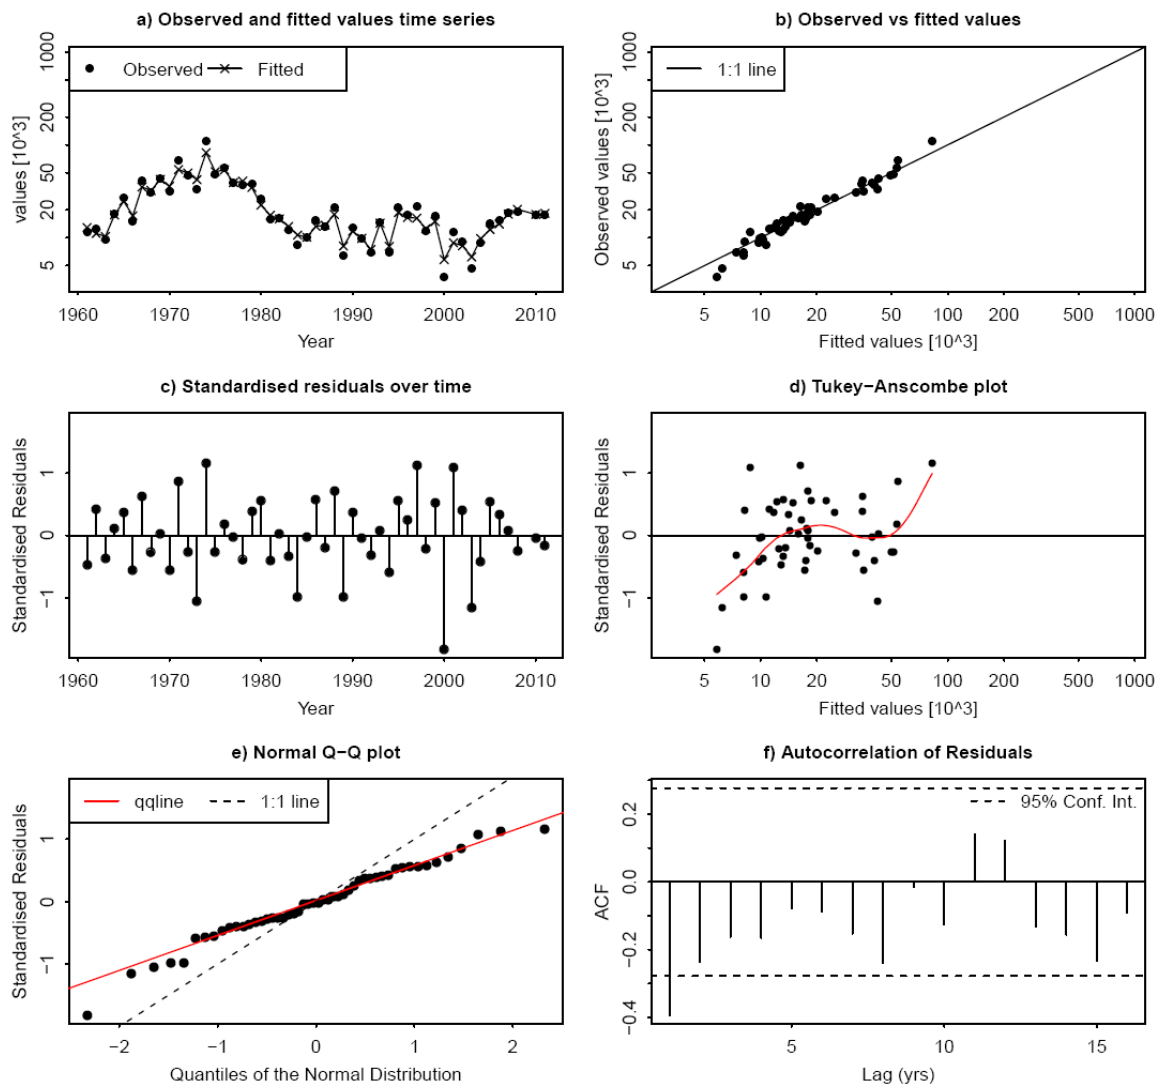 a) Observed and fitted values time series
values [10^3]
1000
200
50
20
5
Observed
Fitted
1960 1970 1980 1990 2000 2010
Year
b) Observed vs fitted values
Observed values [10^3]
1000
200
50
20
5
1:1 line
5 10 20 50 100 200 500 1000
Fitted values [10^3]
c) Standardised residuals over time
Standardised Residuals
1
0
−1
1960 1970 1980 1990 2000 2010
Year
d) Tukey−Anscombe plot
Standardised Residuals
1
0
−1
5 10 20 50 100 200 500 1000
Fitted values [10^3]
e) Normal Q−Q plot
Standardised Residuals
1
0
−1
qqline
1:1 line
−2 −1 0 1 2
Quantiles of the Normal Distribution
f) Autocorrelation of Residuals
ACF
0.2
0.0
−0.2
−0.4
95% Conf. Int.
5 10 15
Lag (yrs)